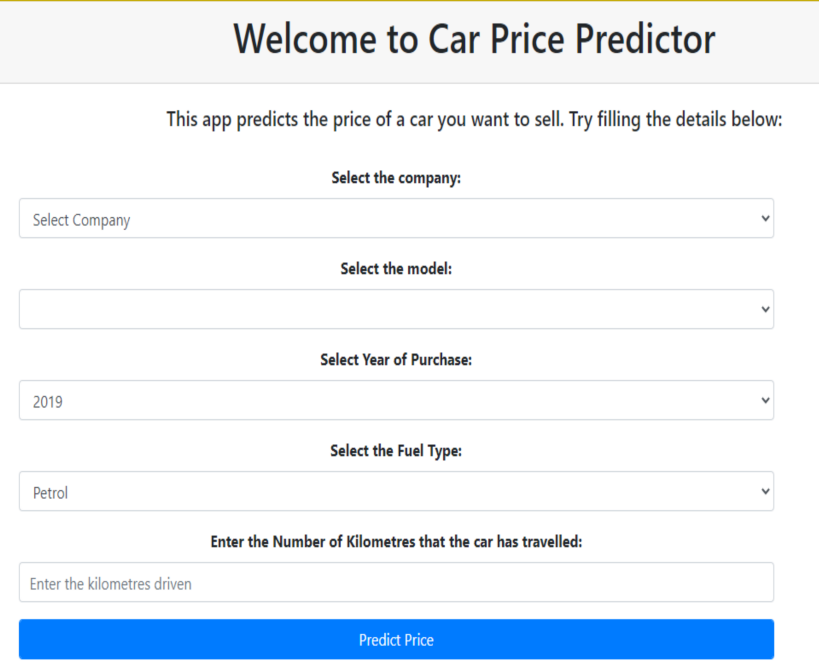 Welcome to Car Price Predictor
This app predicts the price of a car you want to sell. Try filling the details below:
Select the company:
Select Company
Select the model:
Select Year of Purchase:
2019
Select the Fuel Type:
Petrol
Enter the Number of Kilometres that the car has travelled:
Enter the kilometres driven
Predict Price